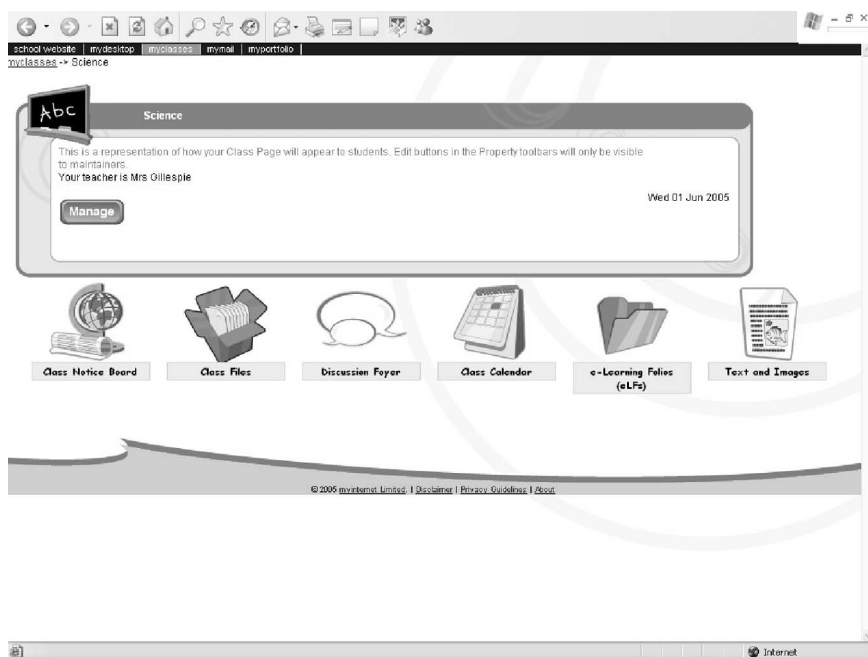 school website | mydesktop | myclasses | mymail | myportfolio |
myclasses -> Science
Abc
Science
This is a representation of how your Class Page will appear to students. Edit buttons in the Property toolbars will only be visible
to maintainers.
Your teacher is Mrs Gillespie
Wed 01 Jun 2005
Manage
Class Notice Board
Class Files
Discussion Foyer
Class Calendar
e-Learning Folios
(eLFs)
Text and Images
© 2005 myinternet Limited. | Disclaimer | Privacy Guidelines | About
Internet